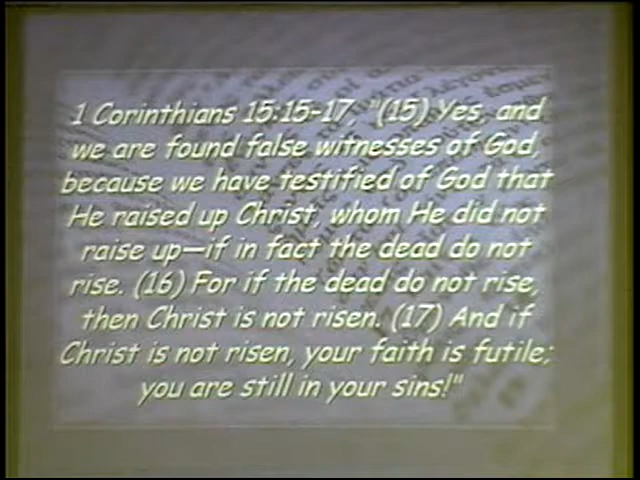 1 Corinthians 15:15-17, "(15) Yes, and
we are found false witnesses of God,
because we have testified of God that
He raised up Christ, whom He did not
raise up—if in fact the dead do not
rise. (16) For if the dead do not rise,
then Christ is not risen. (17) And if
Christ is not risen, your faith is futile;
you are still in your sins!"